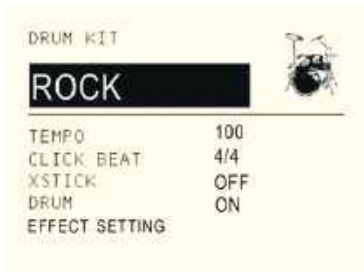 DRUM KIT
ROCK
TEMPO 100
CLICK BEAT 4/4
XSTICK OFF
DRUM ON
EFFECT SETTING